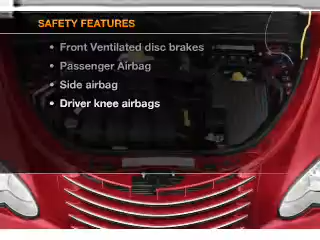 SAFETY FEATURES
• Front Ventilated disc brakes
• Passenger Airbag
• Side airbag
• Driver knee airbags